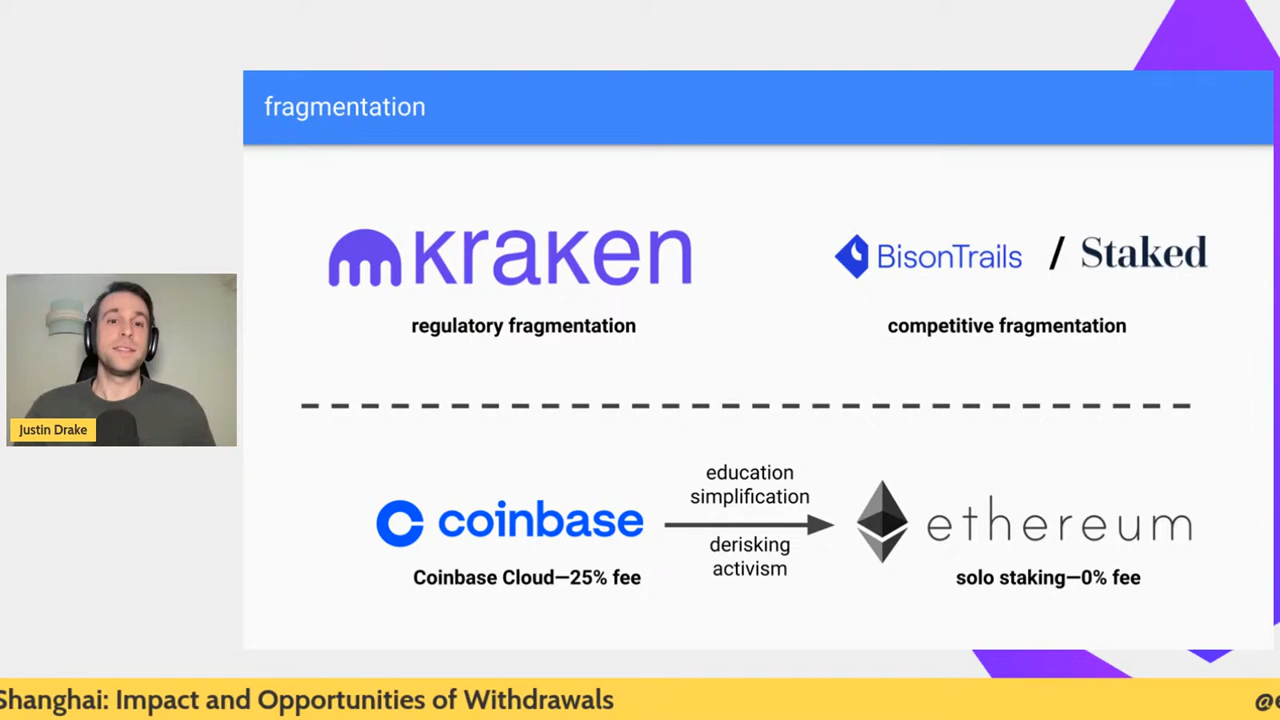 fragmentation
kraken
BisonTrails / Staked
regulatory fragmentation
competitive fragmentation
education
simplification
coinbase
ethereum
derisking
activism
Coinbase Cloud—25% fee
solo staking—0% fee
Justin Drake
Shanghai: Impact and Opportunities of Withdrawals